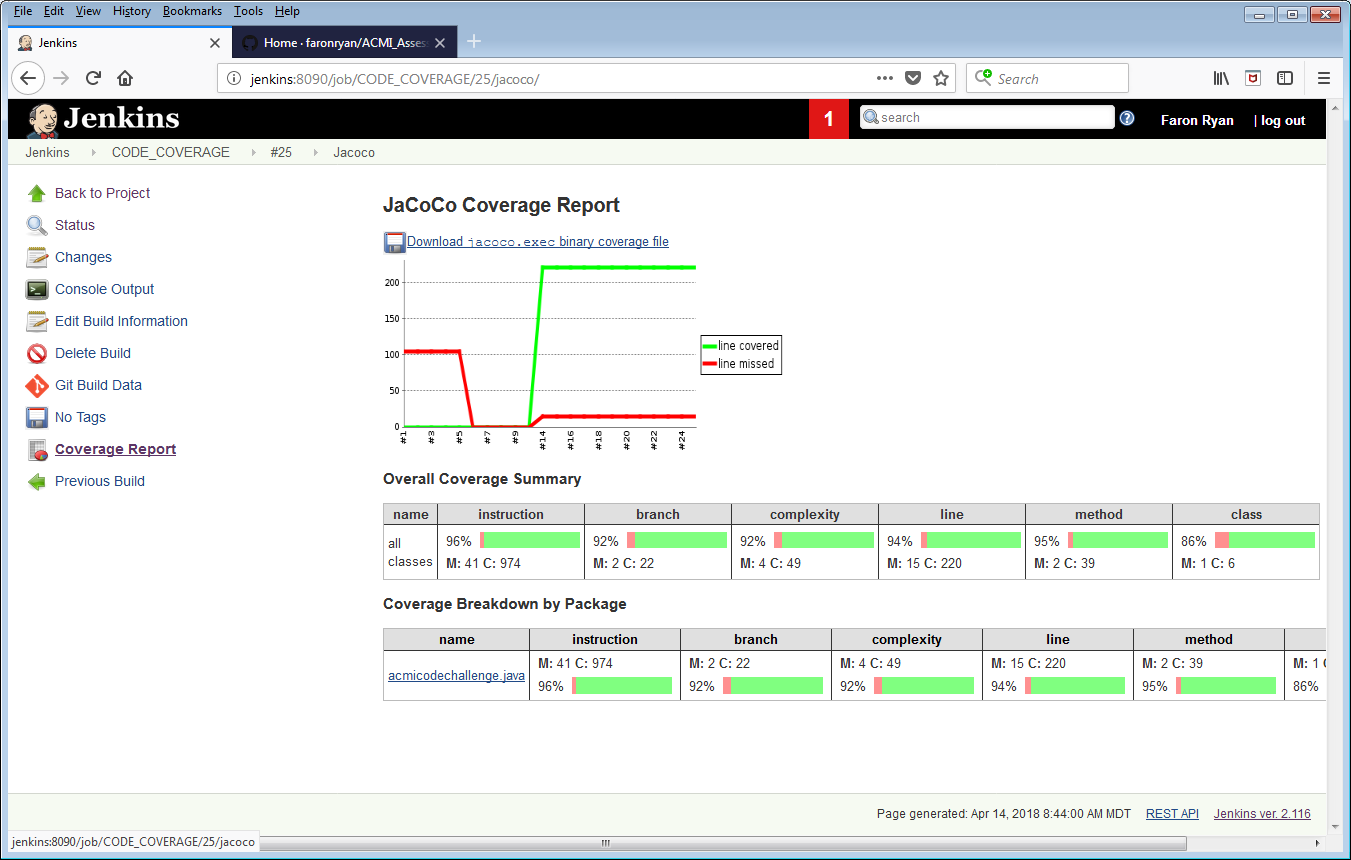 File Edit View History Bookmarks Tools Help
Jenkins
Home · faronryan/ACMI_Asses
jenkins:8090/job/CODE_COVERAGE/25/jacoco/
Search
Jenkins
1
search
?
Faron Ryan | log out
Jenkins CODE_COVERAGE #25 Jacoco
Back to Project
Status
Changes
Console Output
Edit Build Information
Delete Build
Git Build Data
No Tags
Coverage Report
Previous Build
JaCoCo Coverage Report
Download jacoco.exec binary coverage file
200
150
100
50
0
#1 #3 #5 #7 #9 #14 #16 #18 #20 #22 #24
line covered
line missed
Overall Coverage Summary
name instruction branch complexity line method class
all classes
96% 92% 92% 94% 95% 86%
M: 41 C: 974 M: 2 C: 22 M: 4 C: 49 M: 15 C: 220 M: 2 C: 39 M: 1 C: 6
Coverage Breakdown by Package
name instruction branch complexity line method
acmicodechallenge.java
M: 41 C: 974 M: 2 C: 22 M: 4 C: 49 M: 15 C: 220 M: 2 C: 39 M: 1 C
96% 92% 92% 94% 95% 86%
Page generated: Apr 14, 2018 8:44:00 AM MDT REST API Jenkins ver. 2.116
jenkins:8090/job/CODE_COVERAGE/25/jacoco